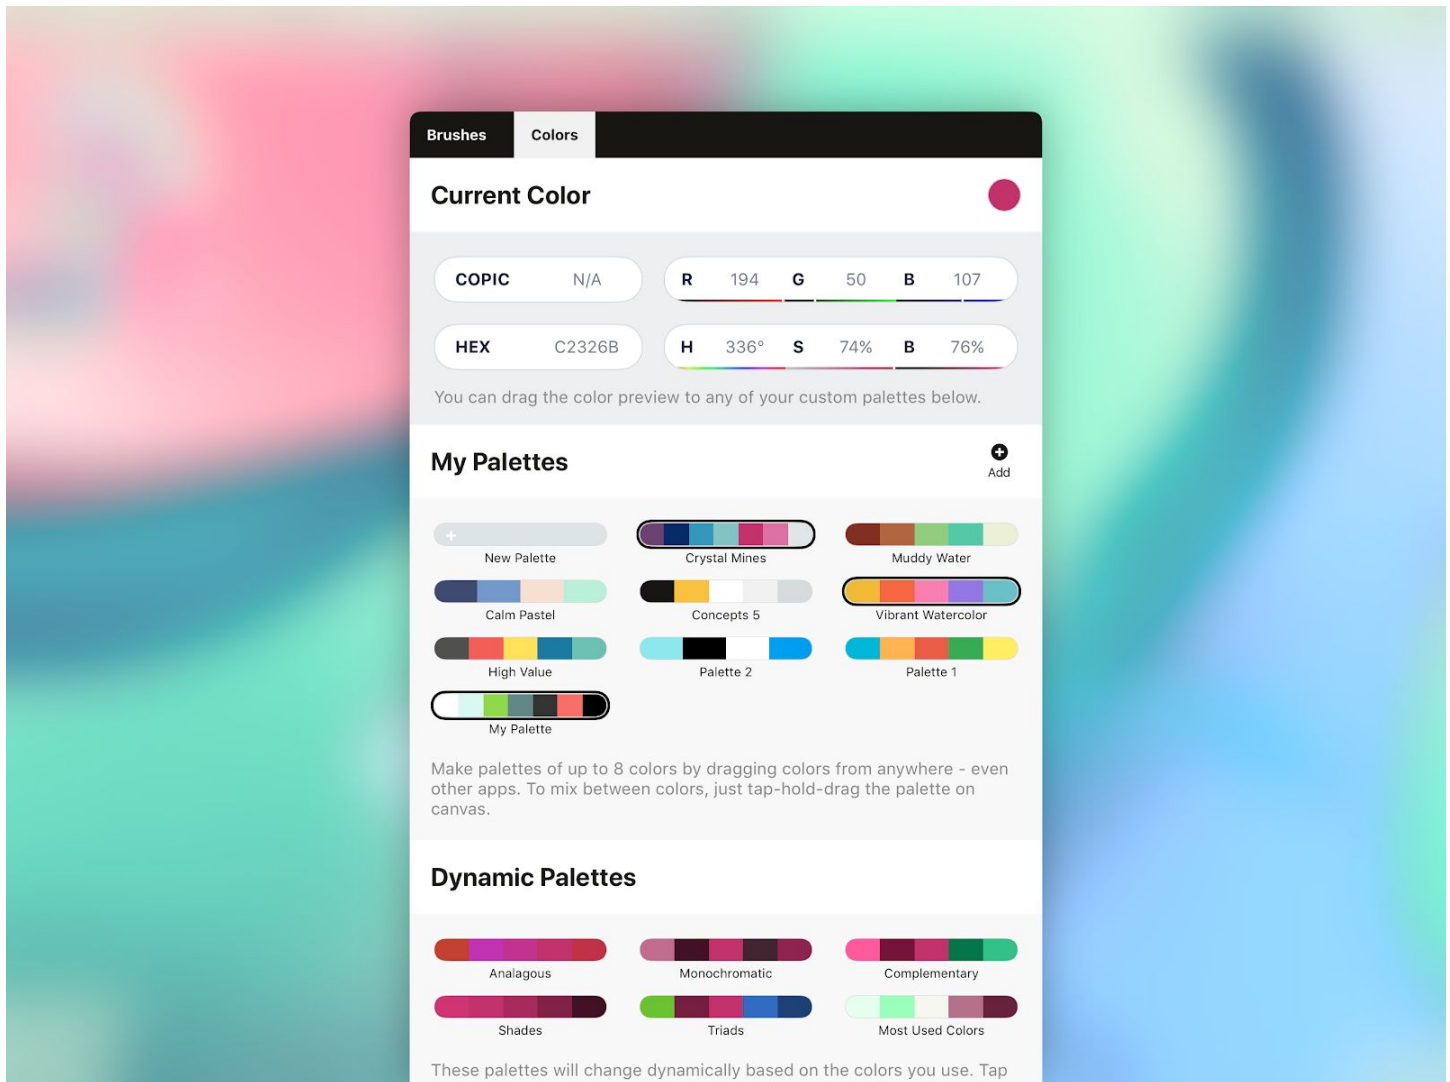 Brushes Colors
Current Color
COPIC N/A R 194 G 50 B 107
HEX C2326B H 336° S 74% B 76%
You can drag the color preview to any of your custom palettes below.
My Palettes
Add
New Palette Crystal Mines Muddy Water
Calm Pastel Concepts 5 Vibrant Watercolor
High Value Palette 2 Palette 1
My Palette
Make palettes of up to 8 colors by dragging colors from anywhere - even
other apps. To mix between colors, just tap-hold-drag the palette on
canvas.
Dynamic Palettes
Analagous Monochromatic Complementary
Shades Triads Most Used Colors
These palettes will change dynamically based on the colors you use. Tap